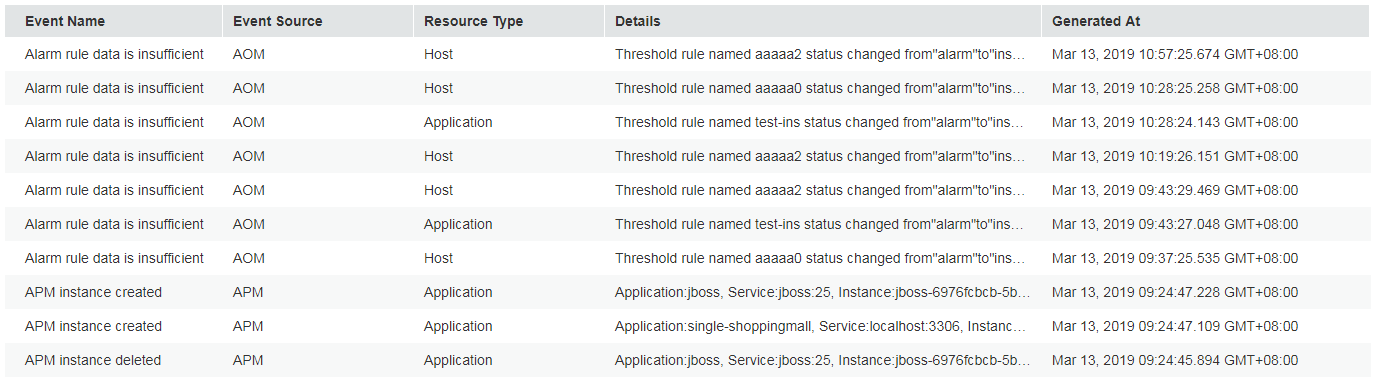 Event Name Event Source Resource Type Details Generated At
Alarm rule data is insufficient AOM Host Threshold rule named aaaaa2 status changed from"alarm"to"ins... Mar 13, 2019 10:57:25.674 GMT+08:00
Alarm rule data is insufficient AOM Host Threshold rule named aaaaa0 status changed from"alarm"to"ins... Mar 13, 2019 10:28:25.258 GMT+08:00
Alarm rule data is insufficient AOM Application Threshold rule named test-ins status changed from"alarm"to"ins... Mar 13, 2019 10:28:24.143 GMT+08:00
Alarm rule data is insufficient AOM Host Threshold rule named aaaaa2 status changed from"alarm"to"ins... Mar 13, 2019 10:19:26.151 GMT+08:00
Alarm rule data is insufficient AOM Host Threshold rule named aaaaa2 status changed from"alarm"to"ins... Mar 13, 2019 09:43:29.469 GMT+08:00
Alarm rule data is insufficient AOM Application Threshold rule named test-ins status changed from"alarm"to"ins... Mar 13, 2019 09:43:27.048 GMT+08:00
Alarm rule data is insufficient AOM Host Threshold rule named aaaaa0 status changed from"alarm"to"ins... Mar 13, 2019 09:37:25.535 GMT+08:00
APM instance created APM Application Application:jboss, Service:jboss:25, Instance:jboss-6976fcbcb-5b... Mar 13, 2019 09:24:47.228 GMT+08:00
APM instance created APM Application Application:single-shoppingmall, Service:localhost:3306, Instanc... Mar 13, 2019 09:24:47.109 GMT+08:00
APM instance deleted APM Application Application:jboss, Service:jboss:25, Instance:jboss-6976fcbcb-5b... Mar 13, 2019 09:24:45.894 GMT+08:00